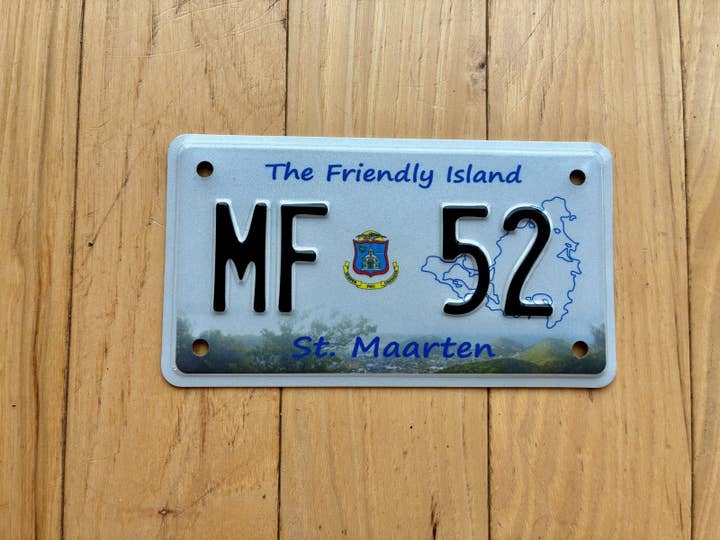 The Friendly Island
MF 52
St. Maarten